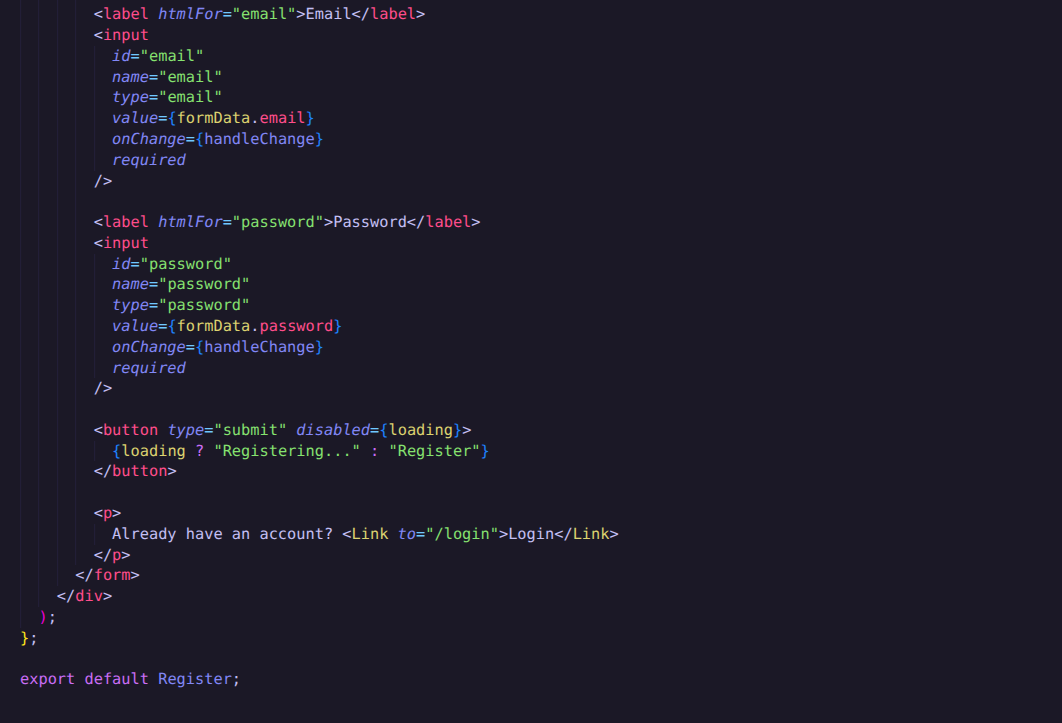 <label htmlFor="email">Email</label>
<input
id="email"
name="email"
type="email"
value={formData.email}
onChange={handleChange}
required
/>
<label htmlFor="password">Password</label>
<input
id="password"
name="password"
type="password"
value={formData.password}
onChange={handleChange}
required
/>
<button type="submit" disabled={loading}>
{loading ? "Registering..." : "Register"}
</button>
<p>
Already have an account? <Link to="/login">Login</Link>
</p>
</form>
</div>
);
};
export default Register;